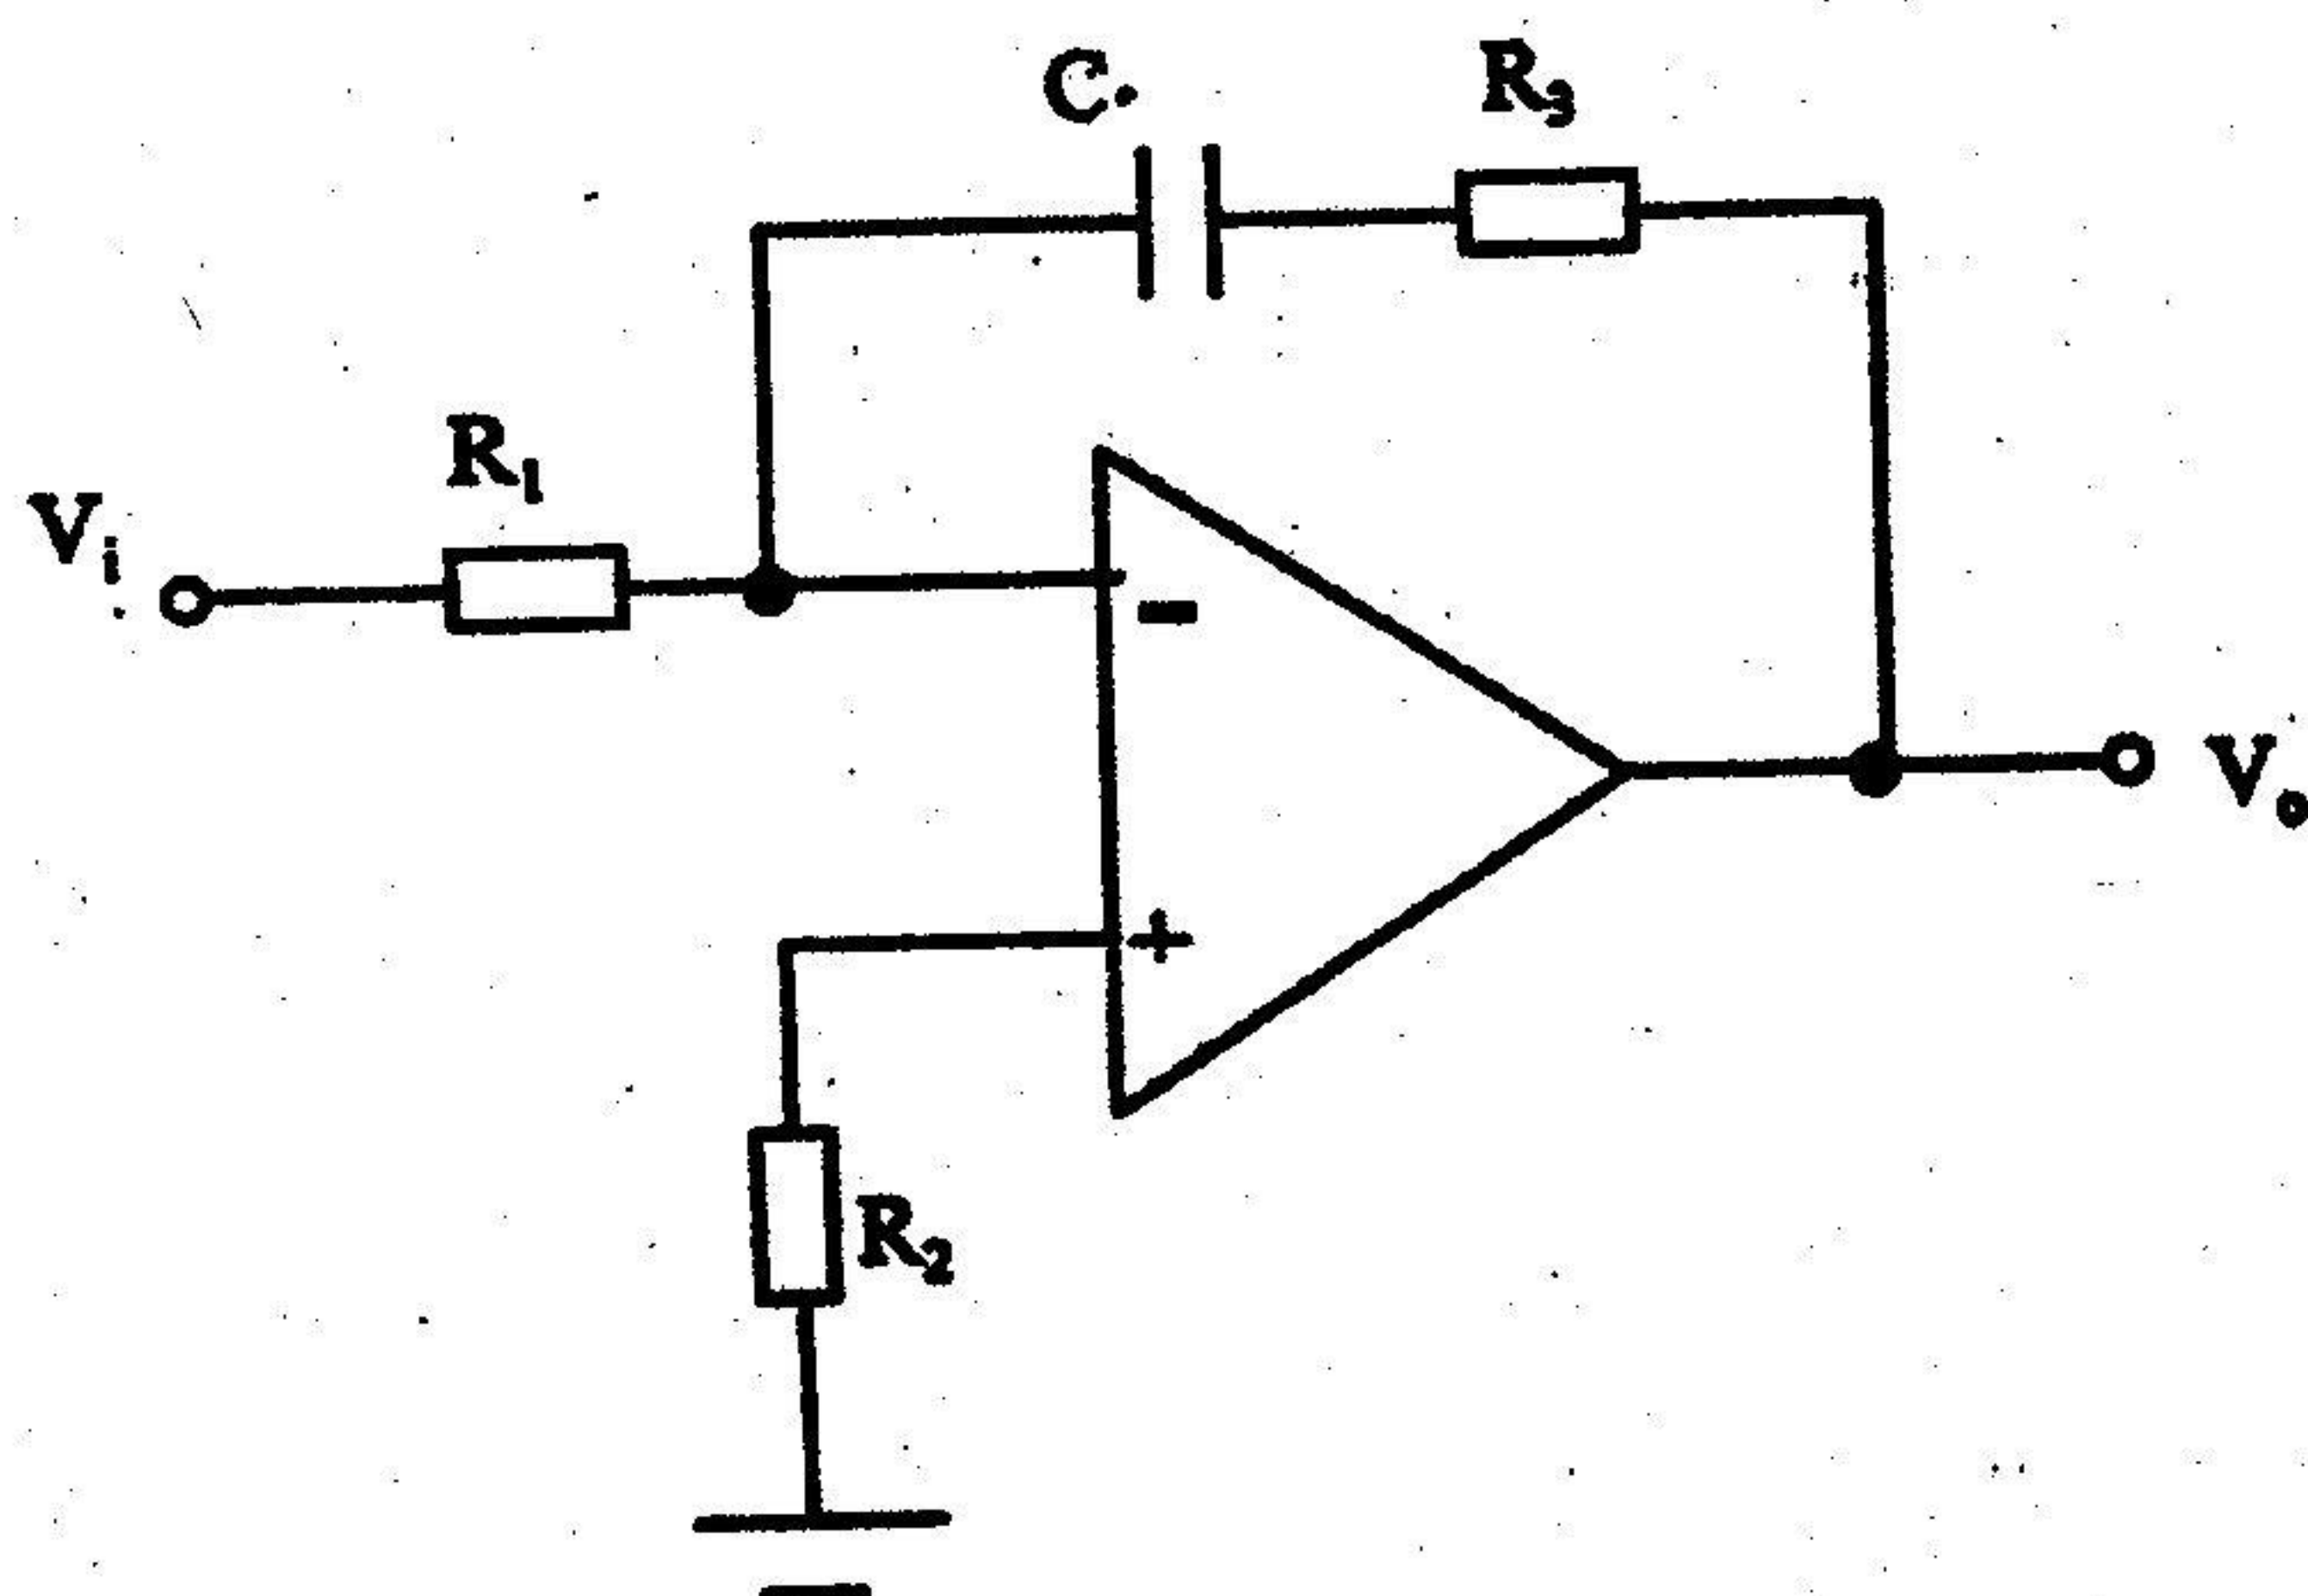 C
R₃
R₁
Vᵢ
-
Vₒ
+
R₂